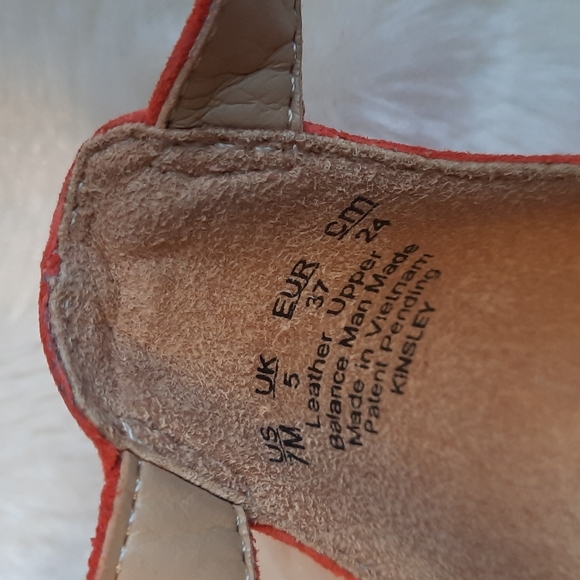 US UK EUR cm
7M 5 37 24
Leather Upper
Balance Man Made
Made in Vietnam
Patent Pending
KINSLEY